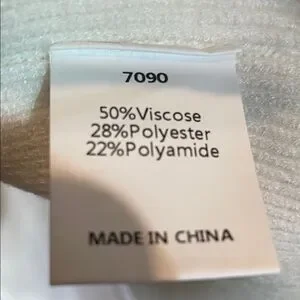 7090
50%Viscose
28%Polyester
22%Polyamide
MADE IN CHINA